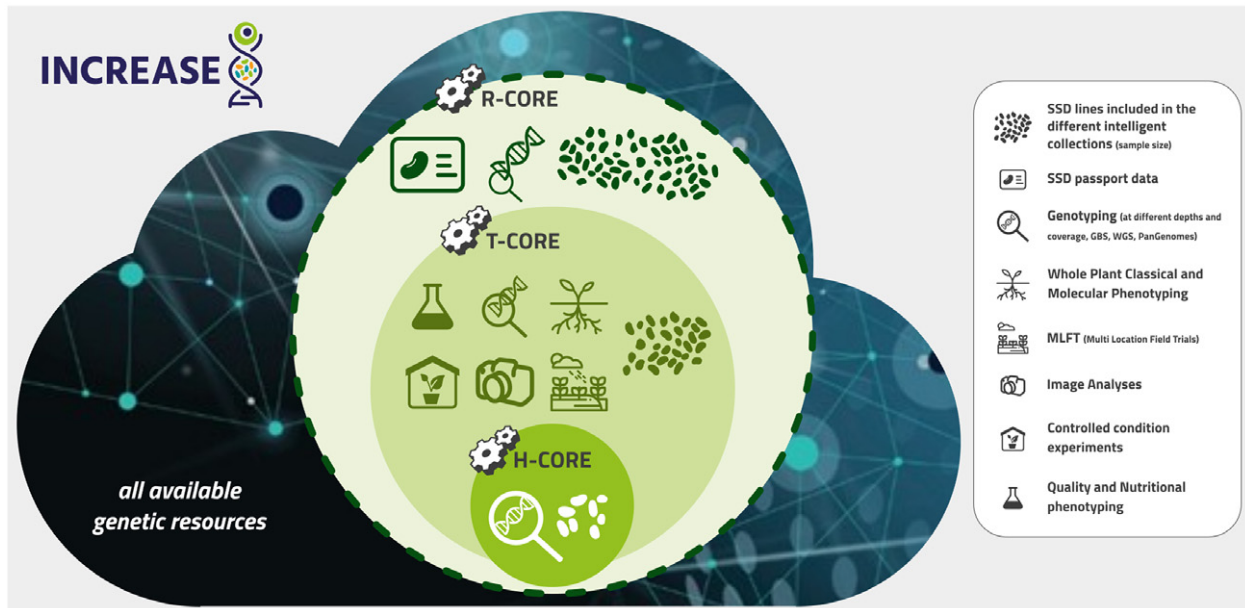 INCREASE
R-CORE
T-CORE
H-CORE
all available
genetic resources
SSD lines included in the
different intelligent
collections (sample size)
SSD passport data
Genotyping (at different depths and
coverage, GBS, WGS, PanGenomes)
Whole Plant Classical and
Molecular Phenotyping
MLFT (Multi Location Field Trials)
Image Analyses
Controlled condition
experiments
Quality and Nutritional
phenotyping